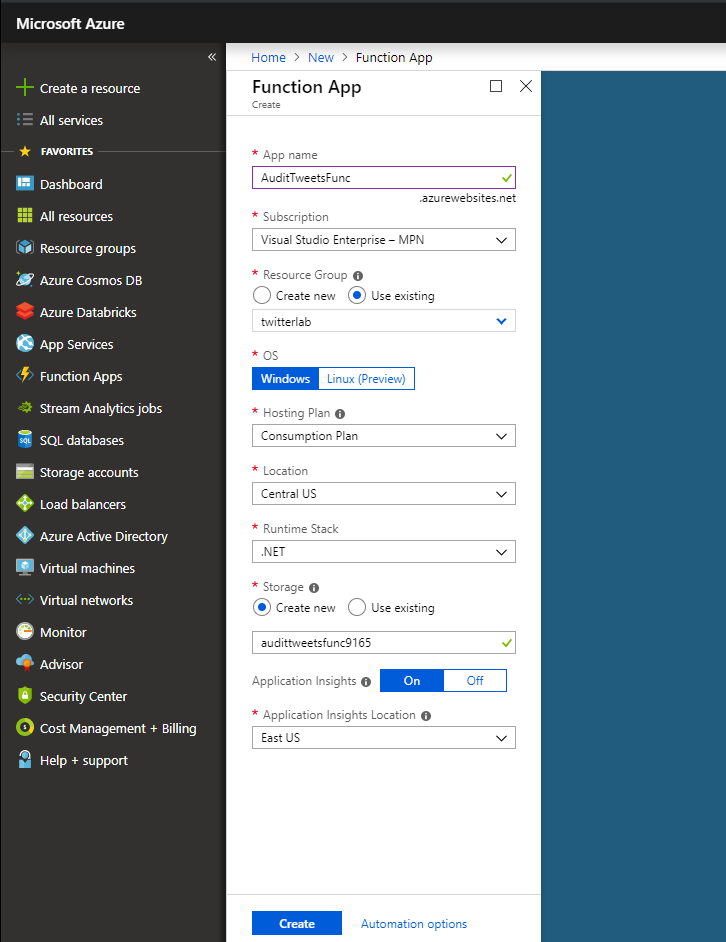 Microsoft Azure
«
Create a resource
All services
FAVORITES
Dashboard
All resources
Resource groups
Azure Cosmos DB
Azure Databricks
App Services
Function Apps
Stream Analytics jobs
SQL databases
Storage accounts
Load balancers
Azure Active Directory
Virtual machines
Virtual networks
Monitor
Advisor
Security Center
Cost Management + Billing
Help + support
Home > New > Function App
Function App
Create
* App name
AuditTweetsFunc
.azurewebsites.net
* Subscription
Visual Studio Enterprise – MPN
* Resource Group
Create new Use existing
twitterlab
* OS
Windows Linux (Preview)
* Hosting Plan
Consumption Plan
* Location
Central US
* Runtime Stack
.NET
* Storage
Create new Use existing
audittweetsfunc9165
Application Insights On Off
* Application Insights Location
East US
Create Automation options